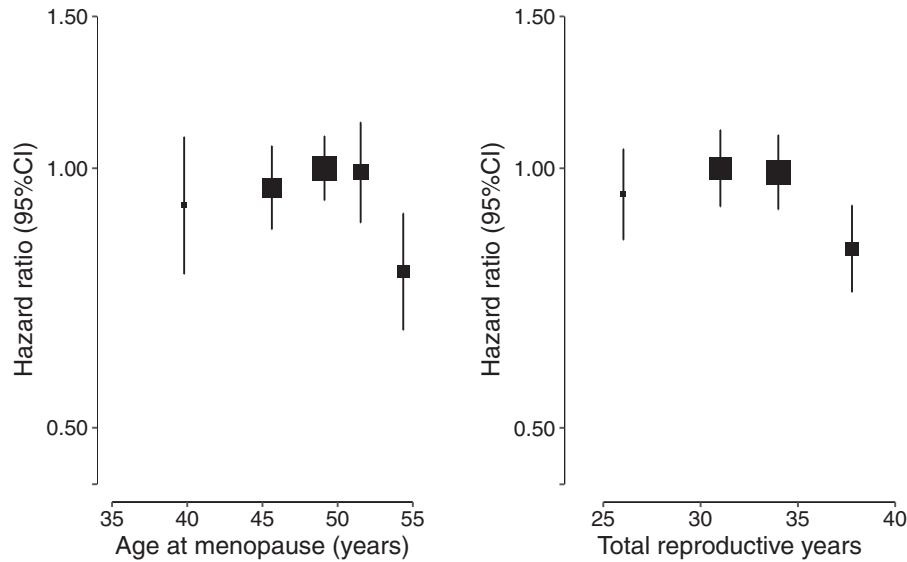 1.50
1.00
0.50
Hazard ratio (95%CI)
35 40 45 50 55
Age at menopause (years)
1.50
1.00
0.50
Hazard ratio (95%CI)
25 30 35 40
Total reproductive years